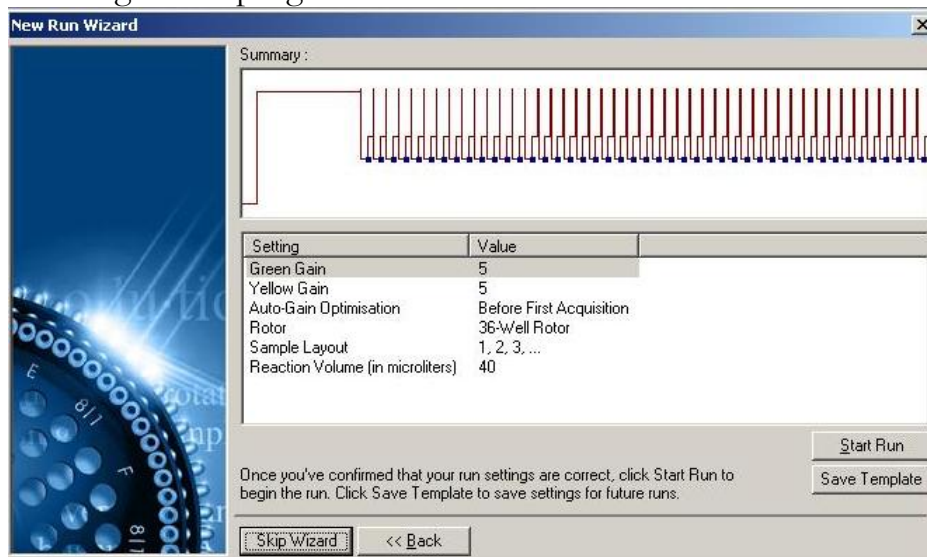 New Run Wizard
Summary :
Setting Value
Green Gain 5
Yellow Gain 5
Auto-Gain Optimisation Before First Acquisition
Rotor 36-Well Rotor
Sample Layout 1, 2, 3, ...
Reaction Volume (in microliters) 40
Start Run
Once you've confirmed that your run settings are correct, click Start Run to
begin the run. Click Save Template to save settings for future runs.
Save Template
Skip Wizard << Back
E
8/1
F
8